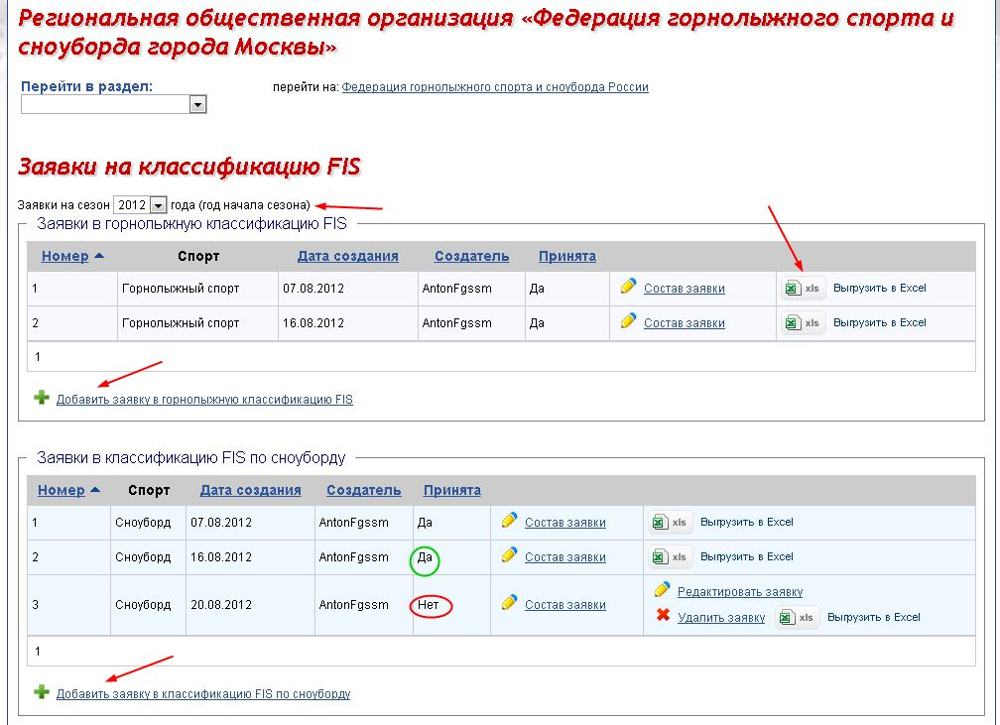 Региональная общественная организация «Федерация горнолыжного спорта и
сноуборда города Москвы»
Перейти в раздел:
перейти на: Федерация горнолыжного спорта и сноуборда России
Заявки на классификацию FIS
Заявки на сезон 2012 года (год начала сезона)
Заявки в горнолыжную классификацию FIS
Номер Спорт Дата создания Создатель Принята
1 Горнолыжный спорт 07.08.2012 AntonFgssm Да Состав заявки xls Выгрузить в Excel
2 Горнолыжный спорт 16.08.2012 AntonFgssm Да Состав заявки xls Выгрузить в Excel
1
Добавить заявку в горнолыжную классификацию FIS
Заявки в классификацию FIS по сноуборду
Номер Спорт Дата создания Создатель Принята
1 Сноуборд 07.08.2012 AntonFgssm Да Состав заявки xls Выгрузить в Excel
2 Сноуборд 16.08.2012 AntonFgssm Да Состав заявки xls Выгрузить в Excel
3 Сноуборд 20.08.2012 AntonFgssm Нет Состав заявки Редактировать заявку
Удалить заявку xls Выгрузить в Excel
1
Добавить заявку в классификацию FIS по сноуборду